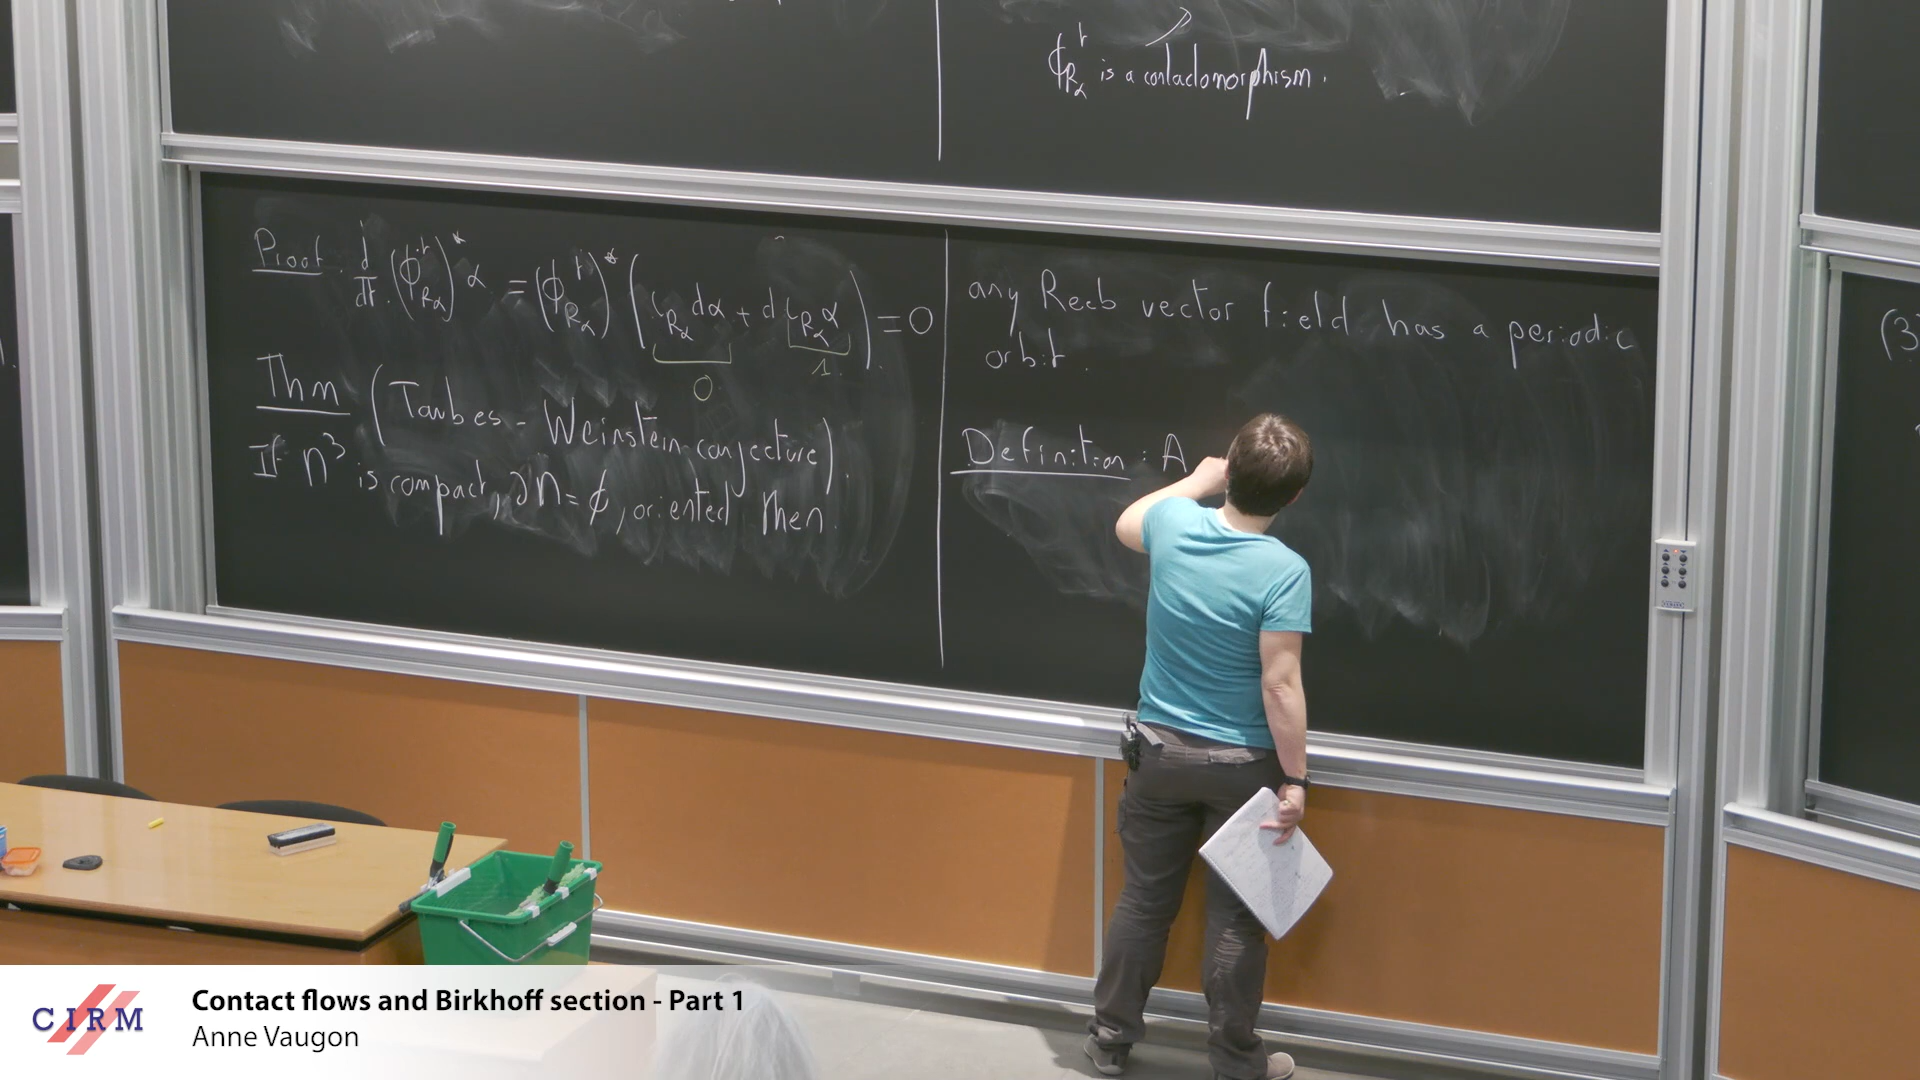 ϕ^t_{R_α} is a contactomorphism.
Proof. d/dt (ϕ^t_{R_α})^* α = (ϕ^t_{R_α})^* (ι_{R_α} dα + d ι_{R_α} α) = 0
0
1
Thm (Taubes - Weinstein conjecture).
If M^3 is compact, ∂M = ∅, oriented then
any Reeb vector field has a periodic
orbit.
Definition: A
(3
CIRM
Contact flows and Birkhoff section - Part 1
Anne Vaugon